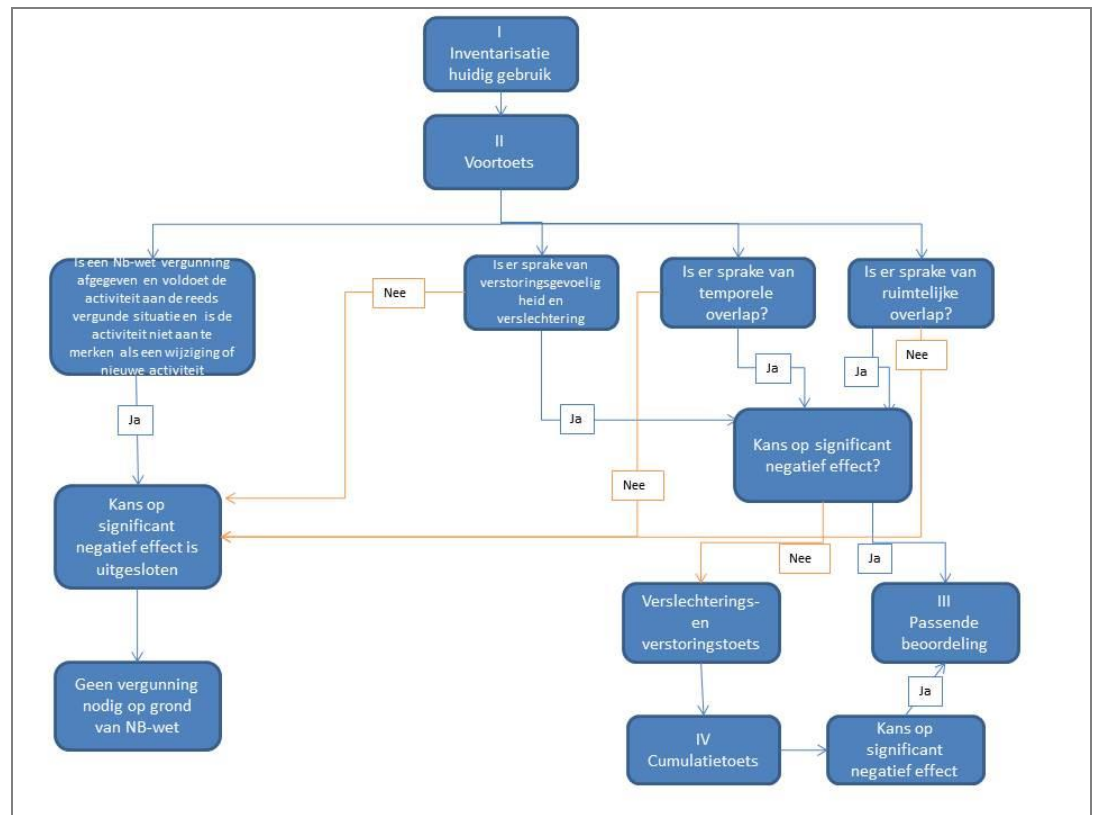 I
Inventarisatie
huidig gebruik
II
Voortoets
Is een Nb-wet vergunning
afgegeven en voldoet de
activiteit aan de reeds
vergunde situatie en is de
activiteit niet aan te
merken als een wijziging of
nieuwe activiteit
Nee
Is er sprake van
verstoringsgevoelig
heid en
verslechtering
Is er sprake van
temporele
overlap?
Is er sprake van
ruimtelijke
overlap?
Nee
Ja
Ja
Ja
Ja
Kans op significant
negatief effect?
Nee
Kans op
significant
negatief effect is
uitgesloten
Nee
Ja
Verslechterings-
en
verstoringstoets
III
Passende
beoordeling
Geen vergunning
nodig op grond
van NB-wet
Ja
IV
Cumulatietoets
Kans op
significant
negatief effect